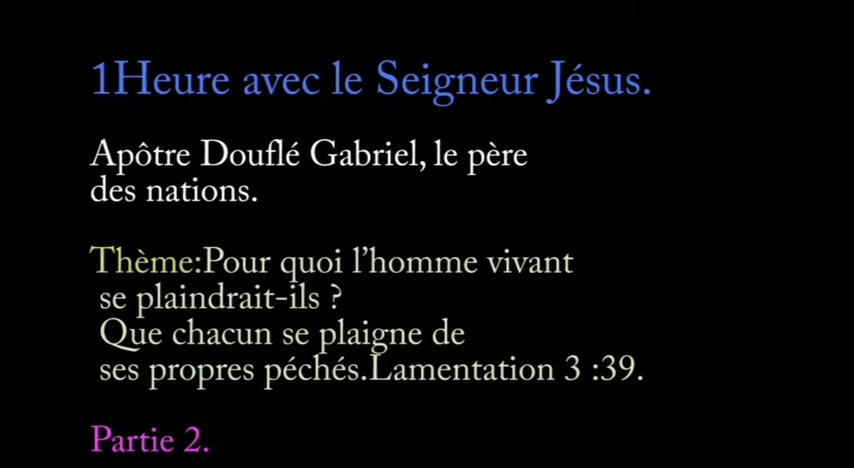 1Heure avec le Seigneur Jésus.
Apôtre Douflé Gabriel, le père
des nations.
Thème:Pour quoi l'homme vivant
se plaindrait-ils ?
Que chacun se plaigne de
ses propres péchés.Lamentation 3 :39.
Partie 2.